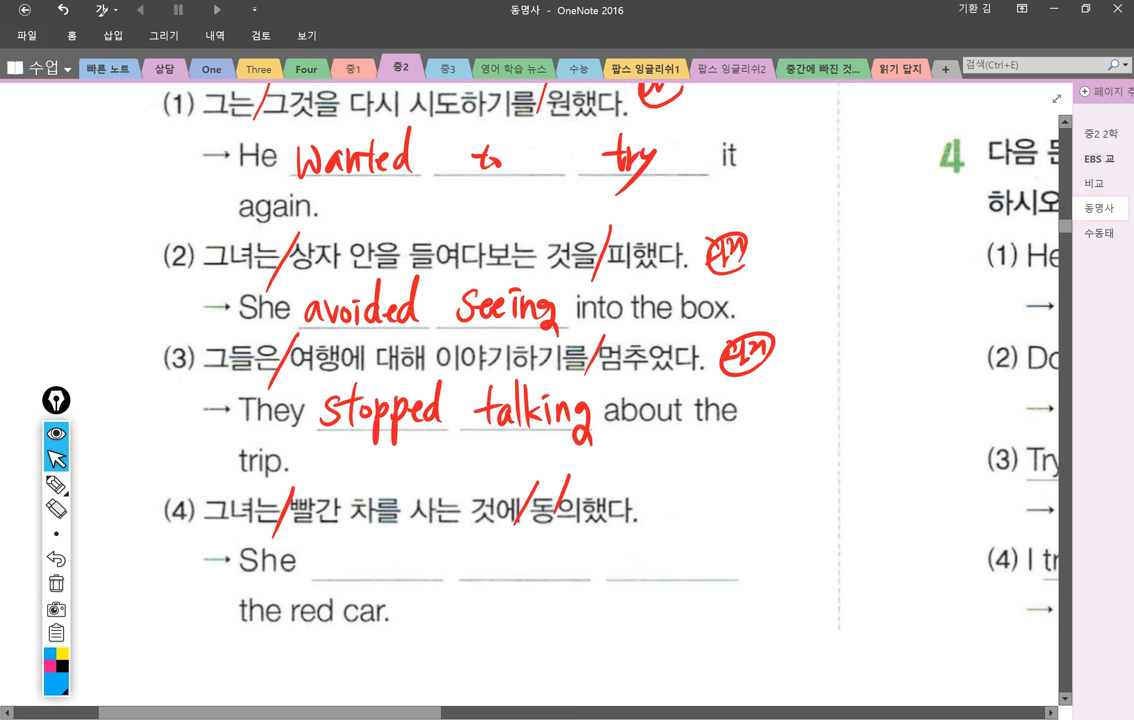 동명사 - OneNote 2016
기환 김
파일 홈 삽입 그리기 내역 검토 보기
수업 빠른 노트 상담 One Three Four 중1 중2 중3 영어 학습 뉴스 수능 팝스 잉글리쉬1 팝스 잉글리쉬2 중간에 빠진 것... 읽기 답지 + 검색(Ctrl+E)
페이지 추
중2 2학
EBS 교
비교
동명사
수동태
(1) 그는/그것을 다시 시도하기를/원했다.
→ He wanted to try it
again.
(2) 그녀는/상자 안을 들여다보는 것을/피했다. 과거
→ She avoided seeing into the box.
(3) 그들은/여행에 대해 이야기하기를/멈추었다. 과거
→ They stopped talking about the
trip.
(4) 그녀는/빨간 차를 사는 것에/동/의했다.
→ She
the red car.
4 다음 문
하시오
(1) He
→
(2) Do
→
(3) Try
→
(4) I tr
→